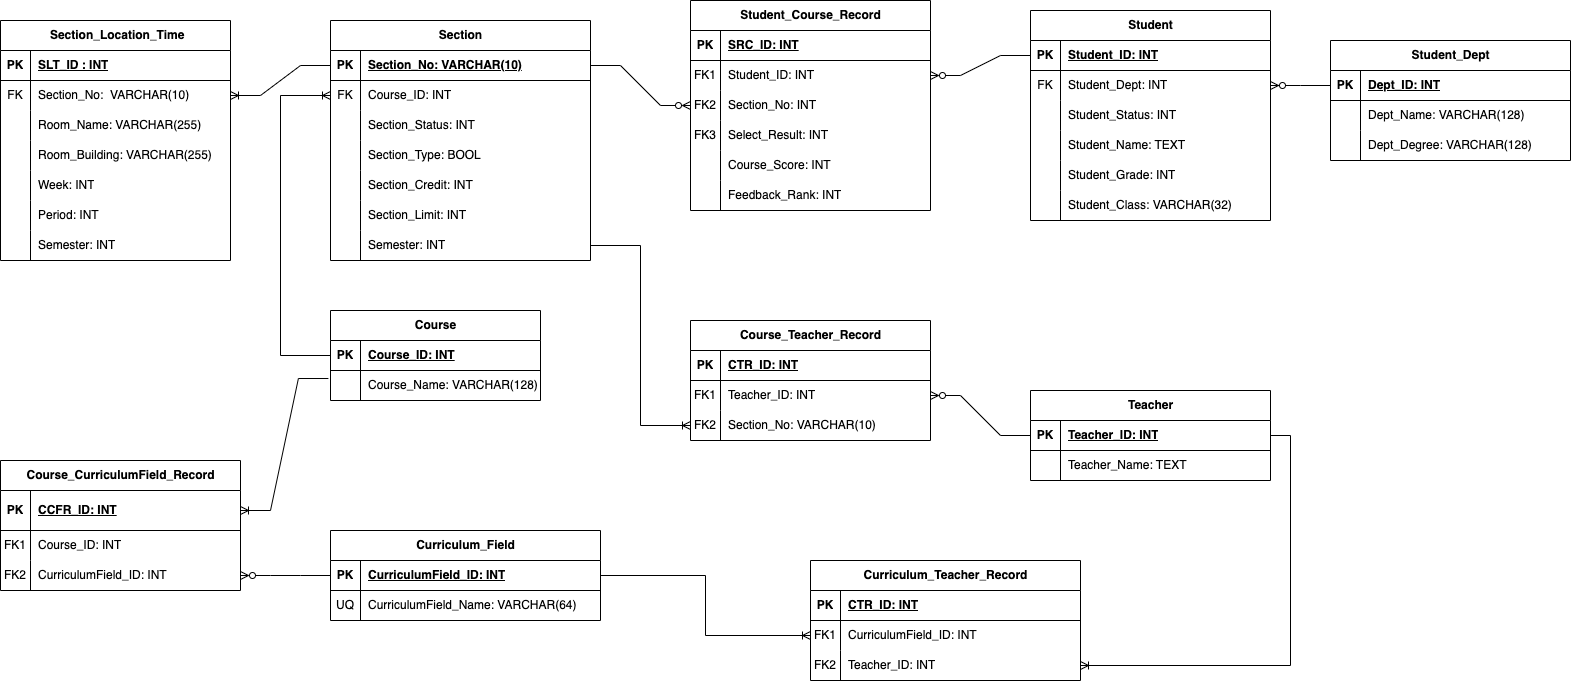 Section_Location_Time
PK SLT_ID : INT
FK Section_No: VARCHAR(10)
Room_Name: VARCHAR(255)
Room_Building: VARCHAR(255)
Week: INT
Period: INT
Semester: INT
Section
PK Section_No: VARCHAR(10)
FK Course_ID: INT
Section_Status: INT
Section_Type: BOOL
Section_Credit: INT
Section_Limit: INT
Semester: INT
Student_Course_Record
PK SRC_ID: INT
FK1 Student_ID: INT
FK2 Section_No: INT
FK3 Select_Result: INT
Course_Score: INT
Feedback_Rank: INT
Student
PK Student_ID: INT
FK Student_Dept: INT
Student_Status: INT
Student_Name: TEXT
Student_Grade: INT
Student_Class: VARCHAR(32)
Student_Dept
PK Dept_ID: INT
Dept_Name: VARCHAR(128)
Dept_Degree: VARCHAR(128)
Course
PK Course_ID: INT
Course_Name: VARCHAR(128)
Course_Teacher_Record
PK CTR_ID: INT
FK1 Teacher_ID: INT
FK2 Section_No: VARCHAR(10)
Teacher
PK Teacher_ID: INT
Teacher_Name: TEXT
Course_CurriculumField_Record
PK CCFR_ID: INT
FK1 Course_ID: INT
FK2 CurriculumField_ID: INT
Curriculum_Field
PK CurriculumField_ID: INT
UQ CurriculumField_Name: VARCHAR(64)
Curriculum_Teacher_Record
PK CTR_ID: INT
FK1 CurriculumField_ID: INT
FK2 Teacher_ID: INT